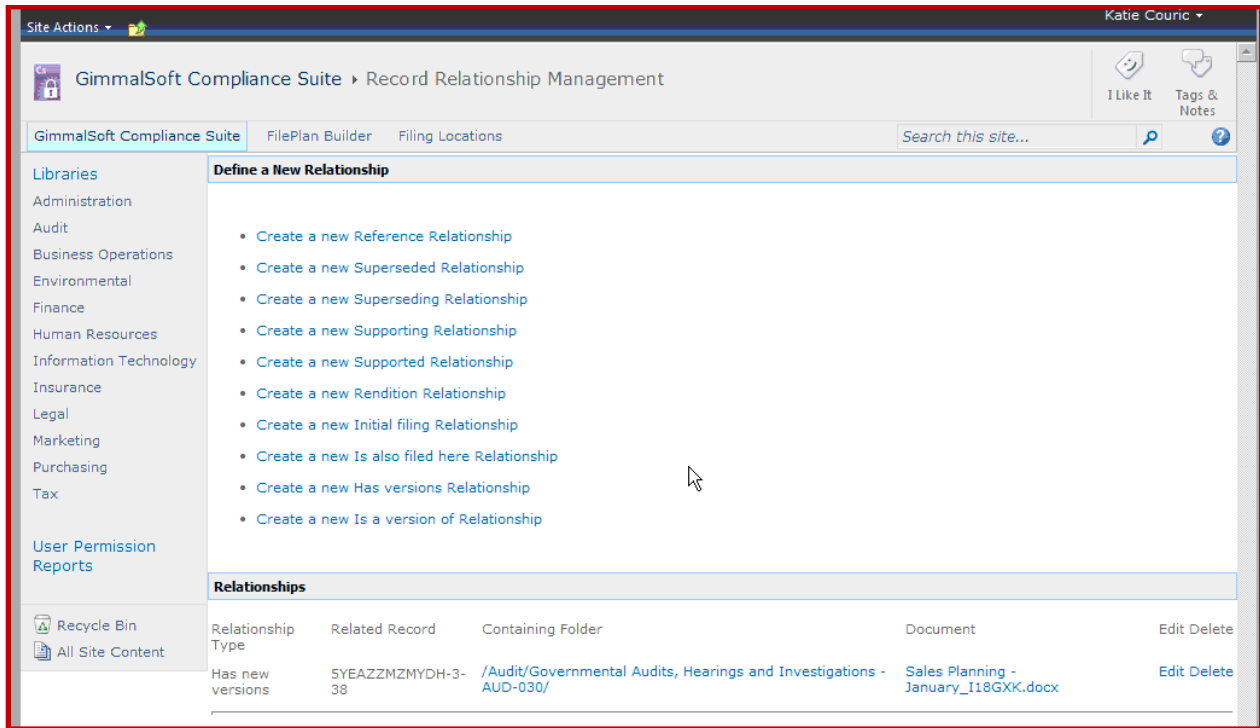 Katie Couric
Site Actions
GimmalSoft Compliance Suite Record Relationship Management
I Like It
Tags &
Notes
GimmalSoft Compliance Suite FilePlan Builder Filing Locations Search this site...
Libraries
Administration
Audit
Business Operations
Environmental
Finance
Human Resources
Information Technology
Insurance
Legal
Marketing
Purchasing
Tax
User Permission
Reports
Recycle Bin
All Site Content
Define a New Relationship
Create a new Reference Relationship
Create a new Superseded Relationship
Create a new Superseding Relationship
Create a new Supporting Relationship
Create a new Supported Relationship
Create a new Rendition Relationship
Create a new Initial filing Relationship
Create a new Is also filed here Relationship
Create a new Has versions Relationship
Create a new Is a version of Relationship
Relationships
Relationship
Type
Related Record
Containing Folder
Document
Edit Delete
Has new
versions
5YEAZZMZMYDH-3-
38
/Audit/Governmental Audits, Hearings and Investigations -
AUD-030/
Sales Planning -
January_I18GXK.docx
Edit Delete